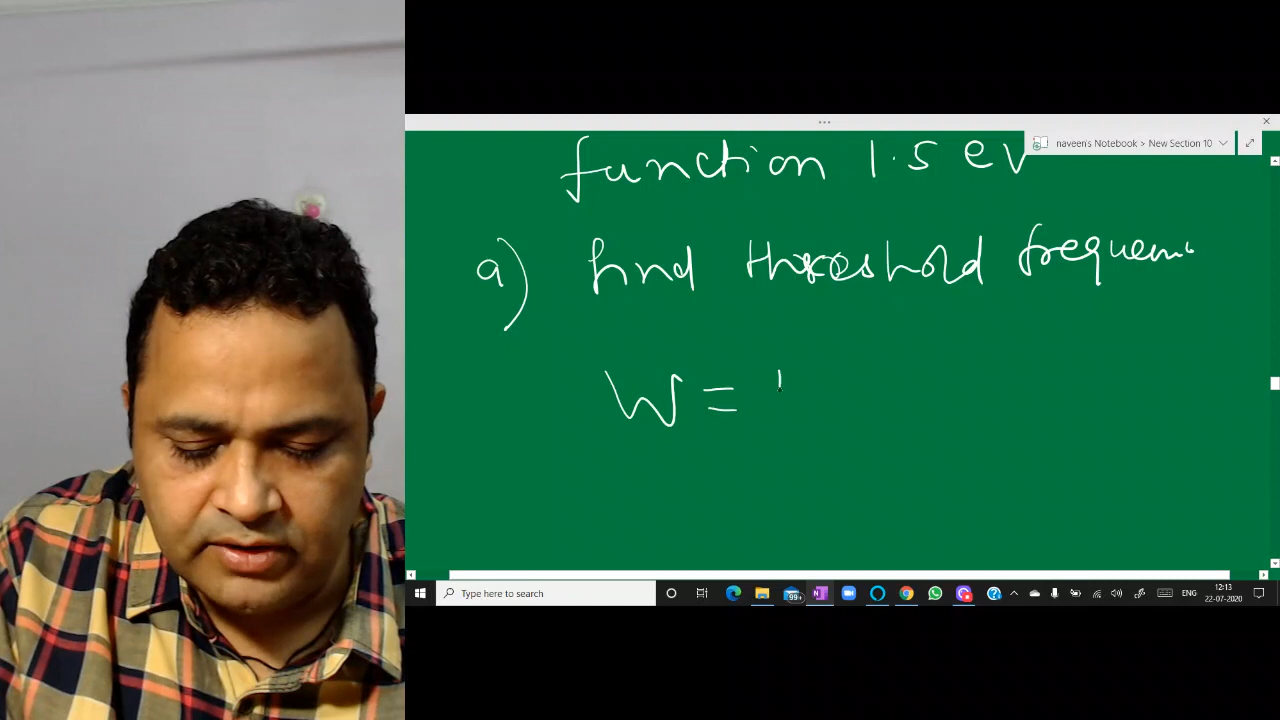 function 1.5 ev
naveen's Notebook > New Section 10
a) find threshold frequen
W =
Type here to search
99+
ENG
12:13
22-07-2020